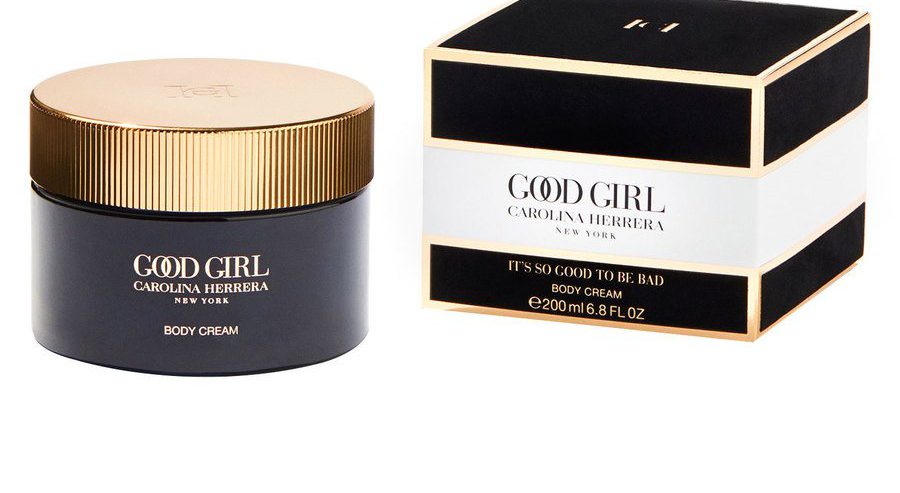 GOOD GIRL
CAROLINA HERRERA
NEW YORK
BODY CREAM
GOOD GIRL
CAROLINA HERRERA
NEW YORK
IT'S SO GOOD TO BE BAD
BODY CREAM
℮200 ml 6.8 FL OZ